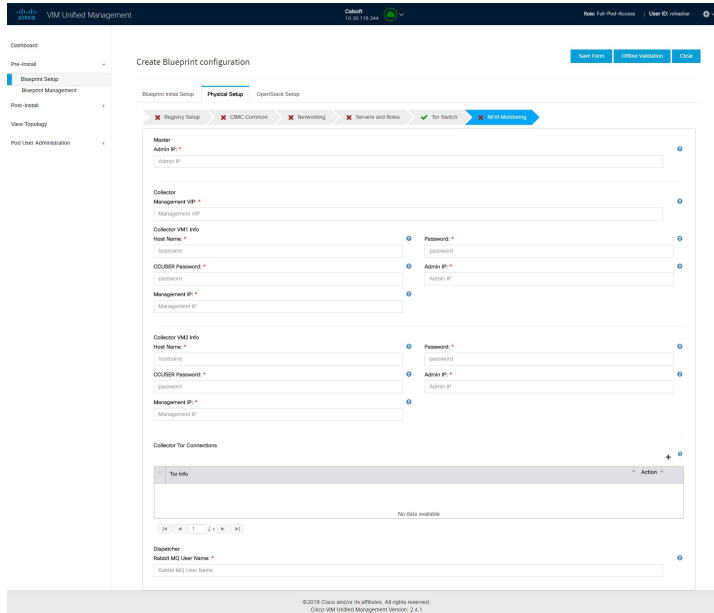 cisco VIM Unified Management
Calsoft
10.30.118.244
Role: Full-Pod-Access | User ID: rohashar
Dashboard
Pre-Install
Blueprint Setup
Blueprint Management
Post-Install
View Topology
Pod User Administration
Create Blueprint configuration
Save Form Offline Validation Clear
Blueprint Initial Setup Physical Setup OpenStack Setup
Registry Setup CIMC Common Networking Servers and Roles Tor Switch NFVI Monitoring
Master
Admin IP: *
Admin IP
Collector
Management VIP: *
Management VIP
Collector VM1 Info
Host Name: * Password: *
hostname password
CCUSER Password: * Admin IP: *
password Admin IP
Management IP: *
Management IP
Collector VM2 Info
Host Name: * Password: *
hostname password
CCUSER Password: * Admin IP: *
password Admin IP
Management IP: *
Management IP
Collector Tor Connections
+
Tor Info Action
No data available
1 / 1
Dispatcher
Rabbit MQ User Name: *
Rabbit MQ User Name
©2018 Cisco and/or its affiliates. All rights reserved.
Cisco VIM Unified Management Version: 2.4.1